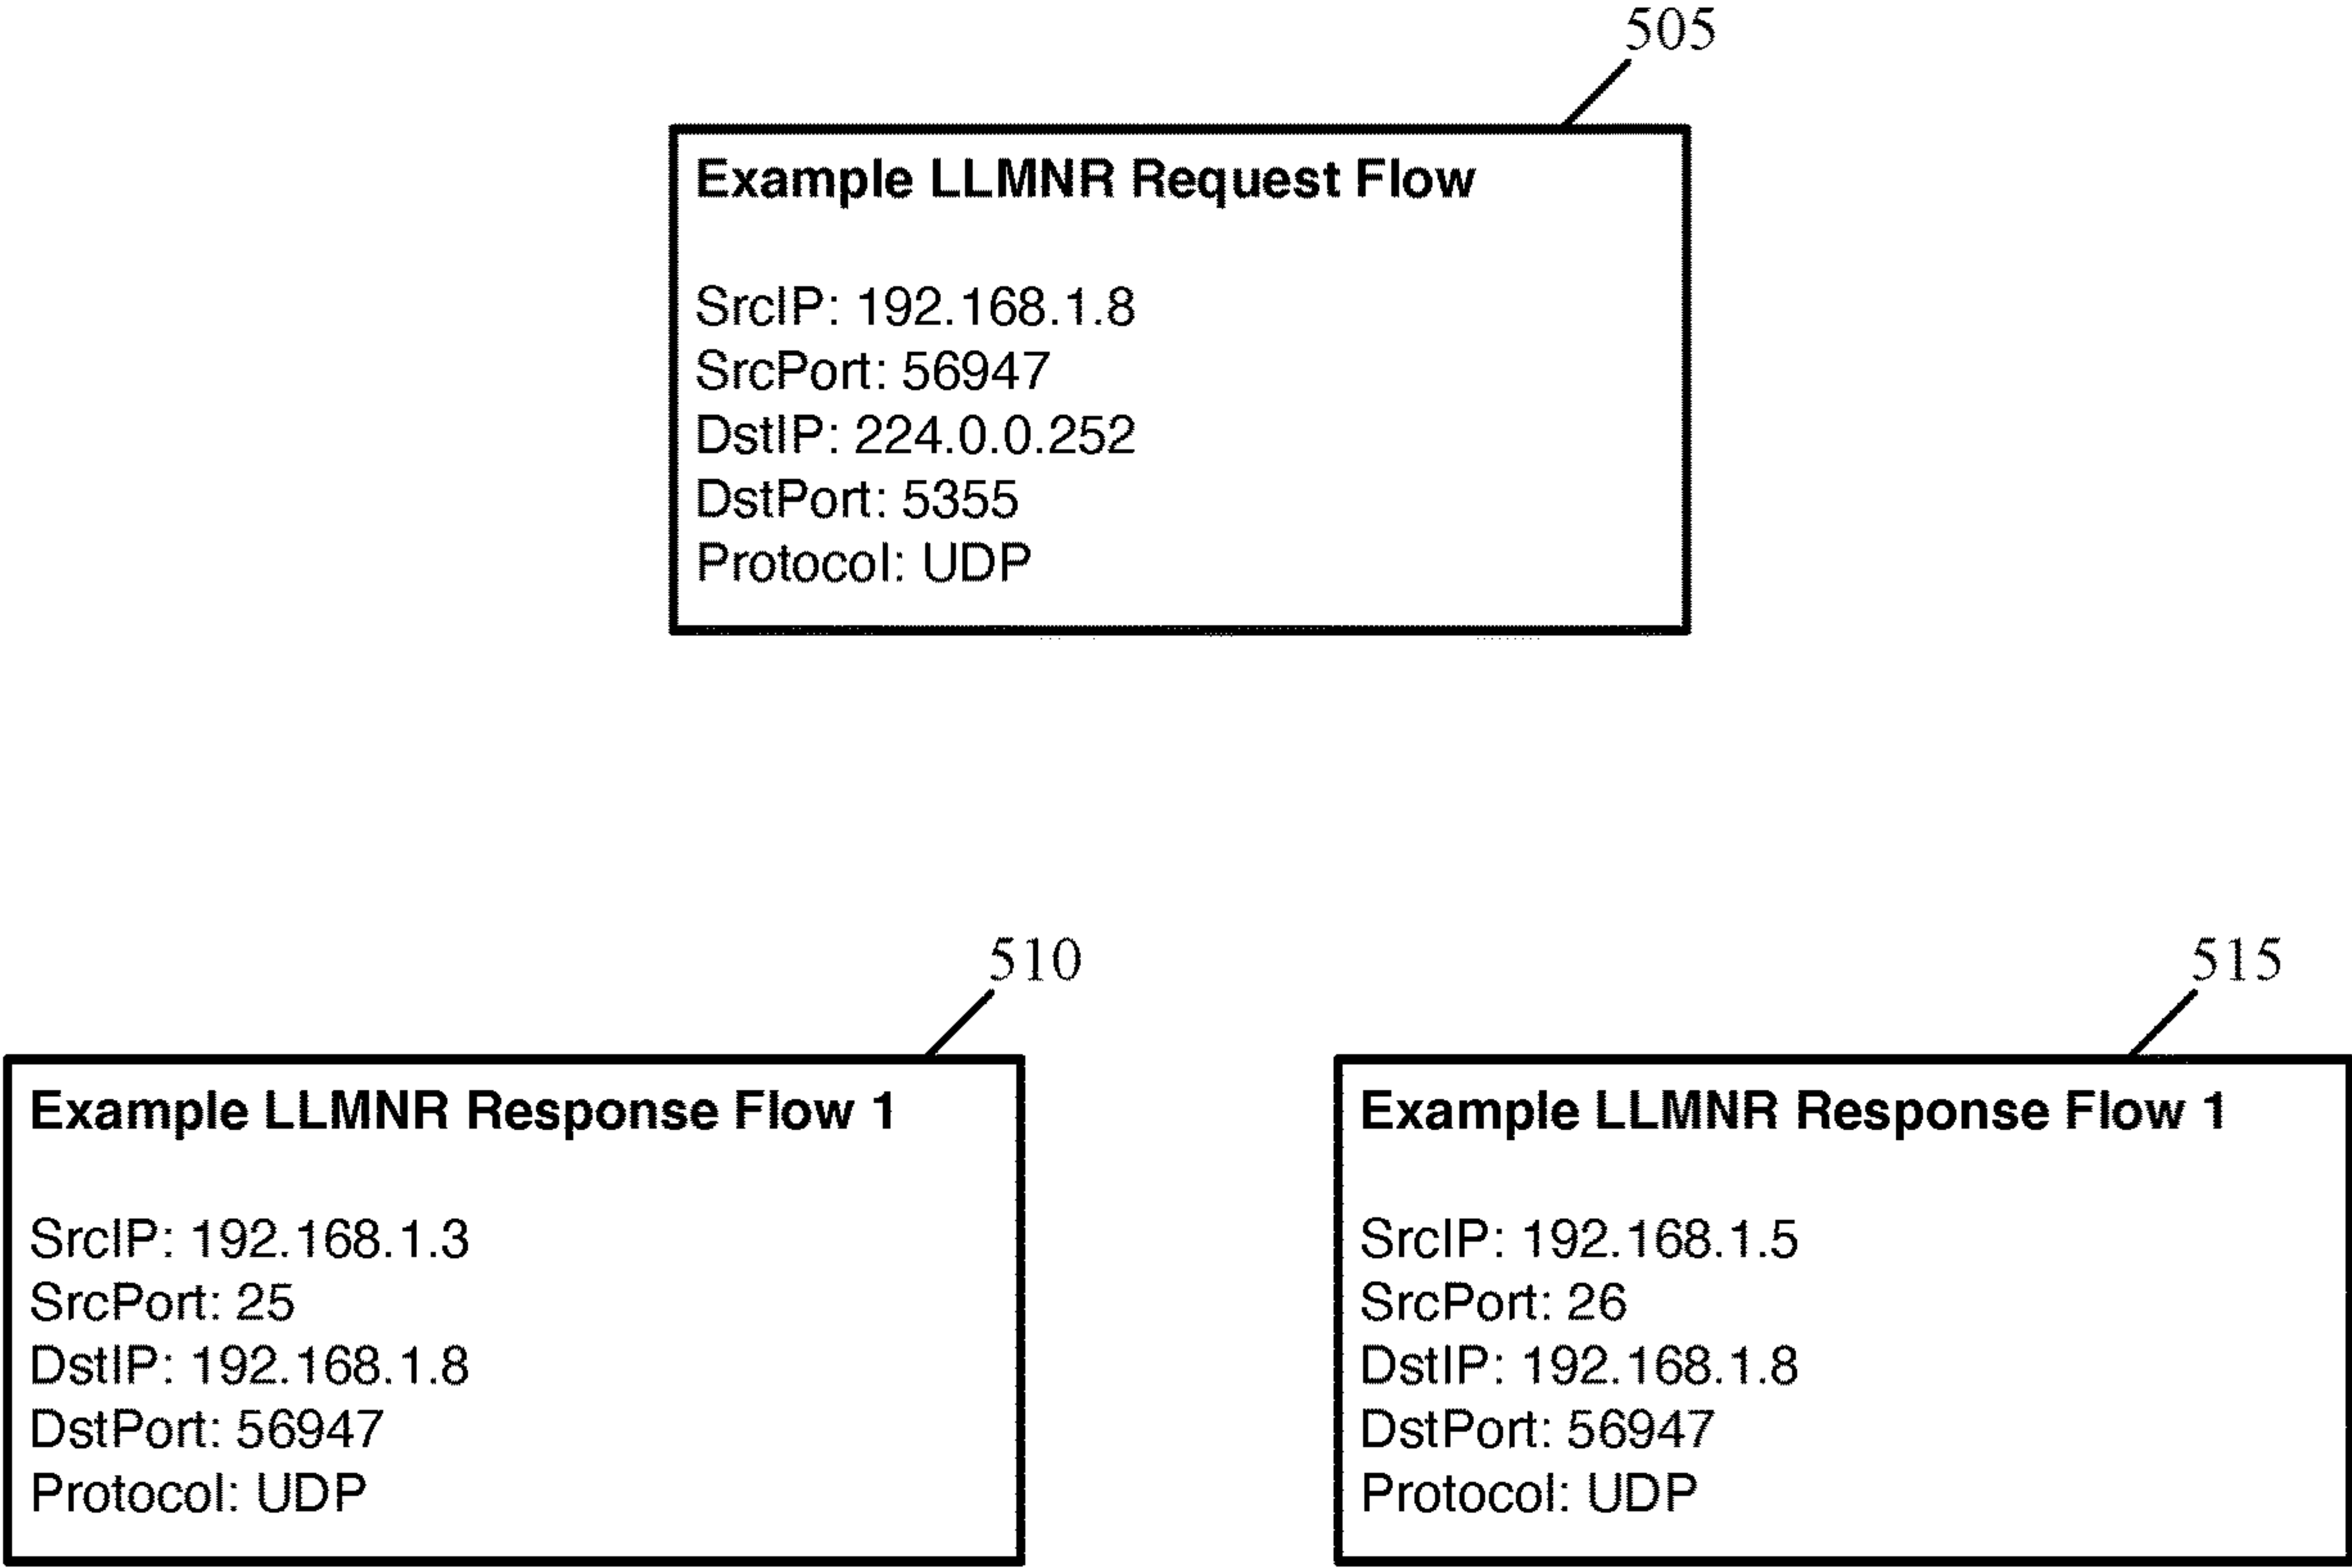 505
Example LLMNR Request Flow
SrcIP: 192.168.1.8
SrcPort: 56947
DstIP: 224.0.0.252
DstPort: 5355
Protocol: UDP
510
Example LLMNR Response Flow 1
SrcIP: 192.168.1.3
SrcPort: 25
DstIP: 192.168.1.8
DstPort: 56947
Protocol: UDP
515
Example LLMNR Response Flow 1
SrcIP: 192.168.1.5
SrcPort: 26
DstIP: 192.168.1.8
DstPort: 56947
Protocol: UDP